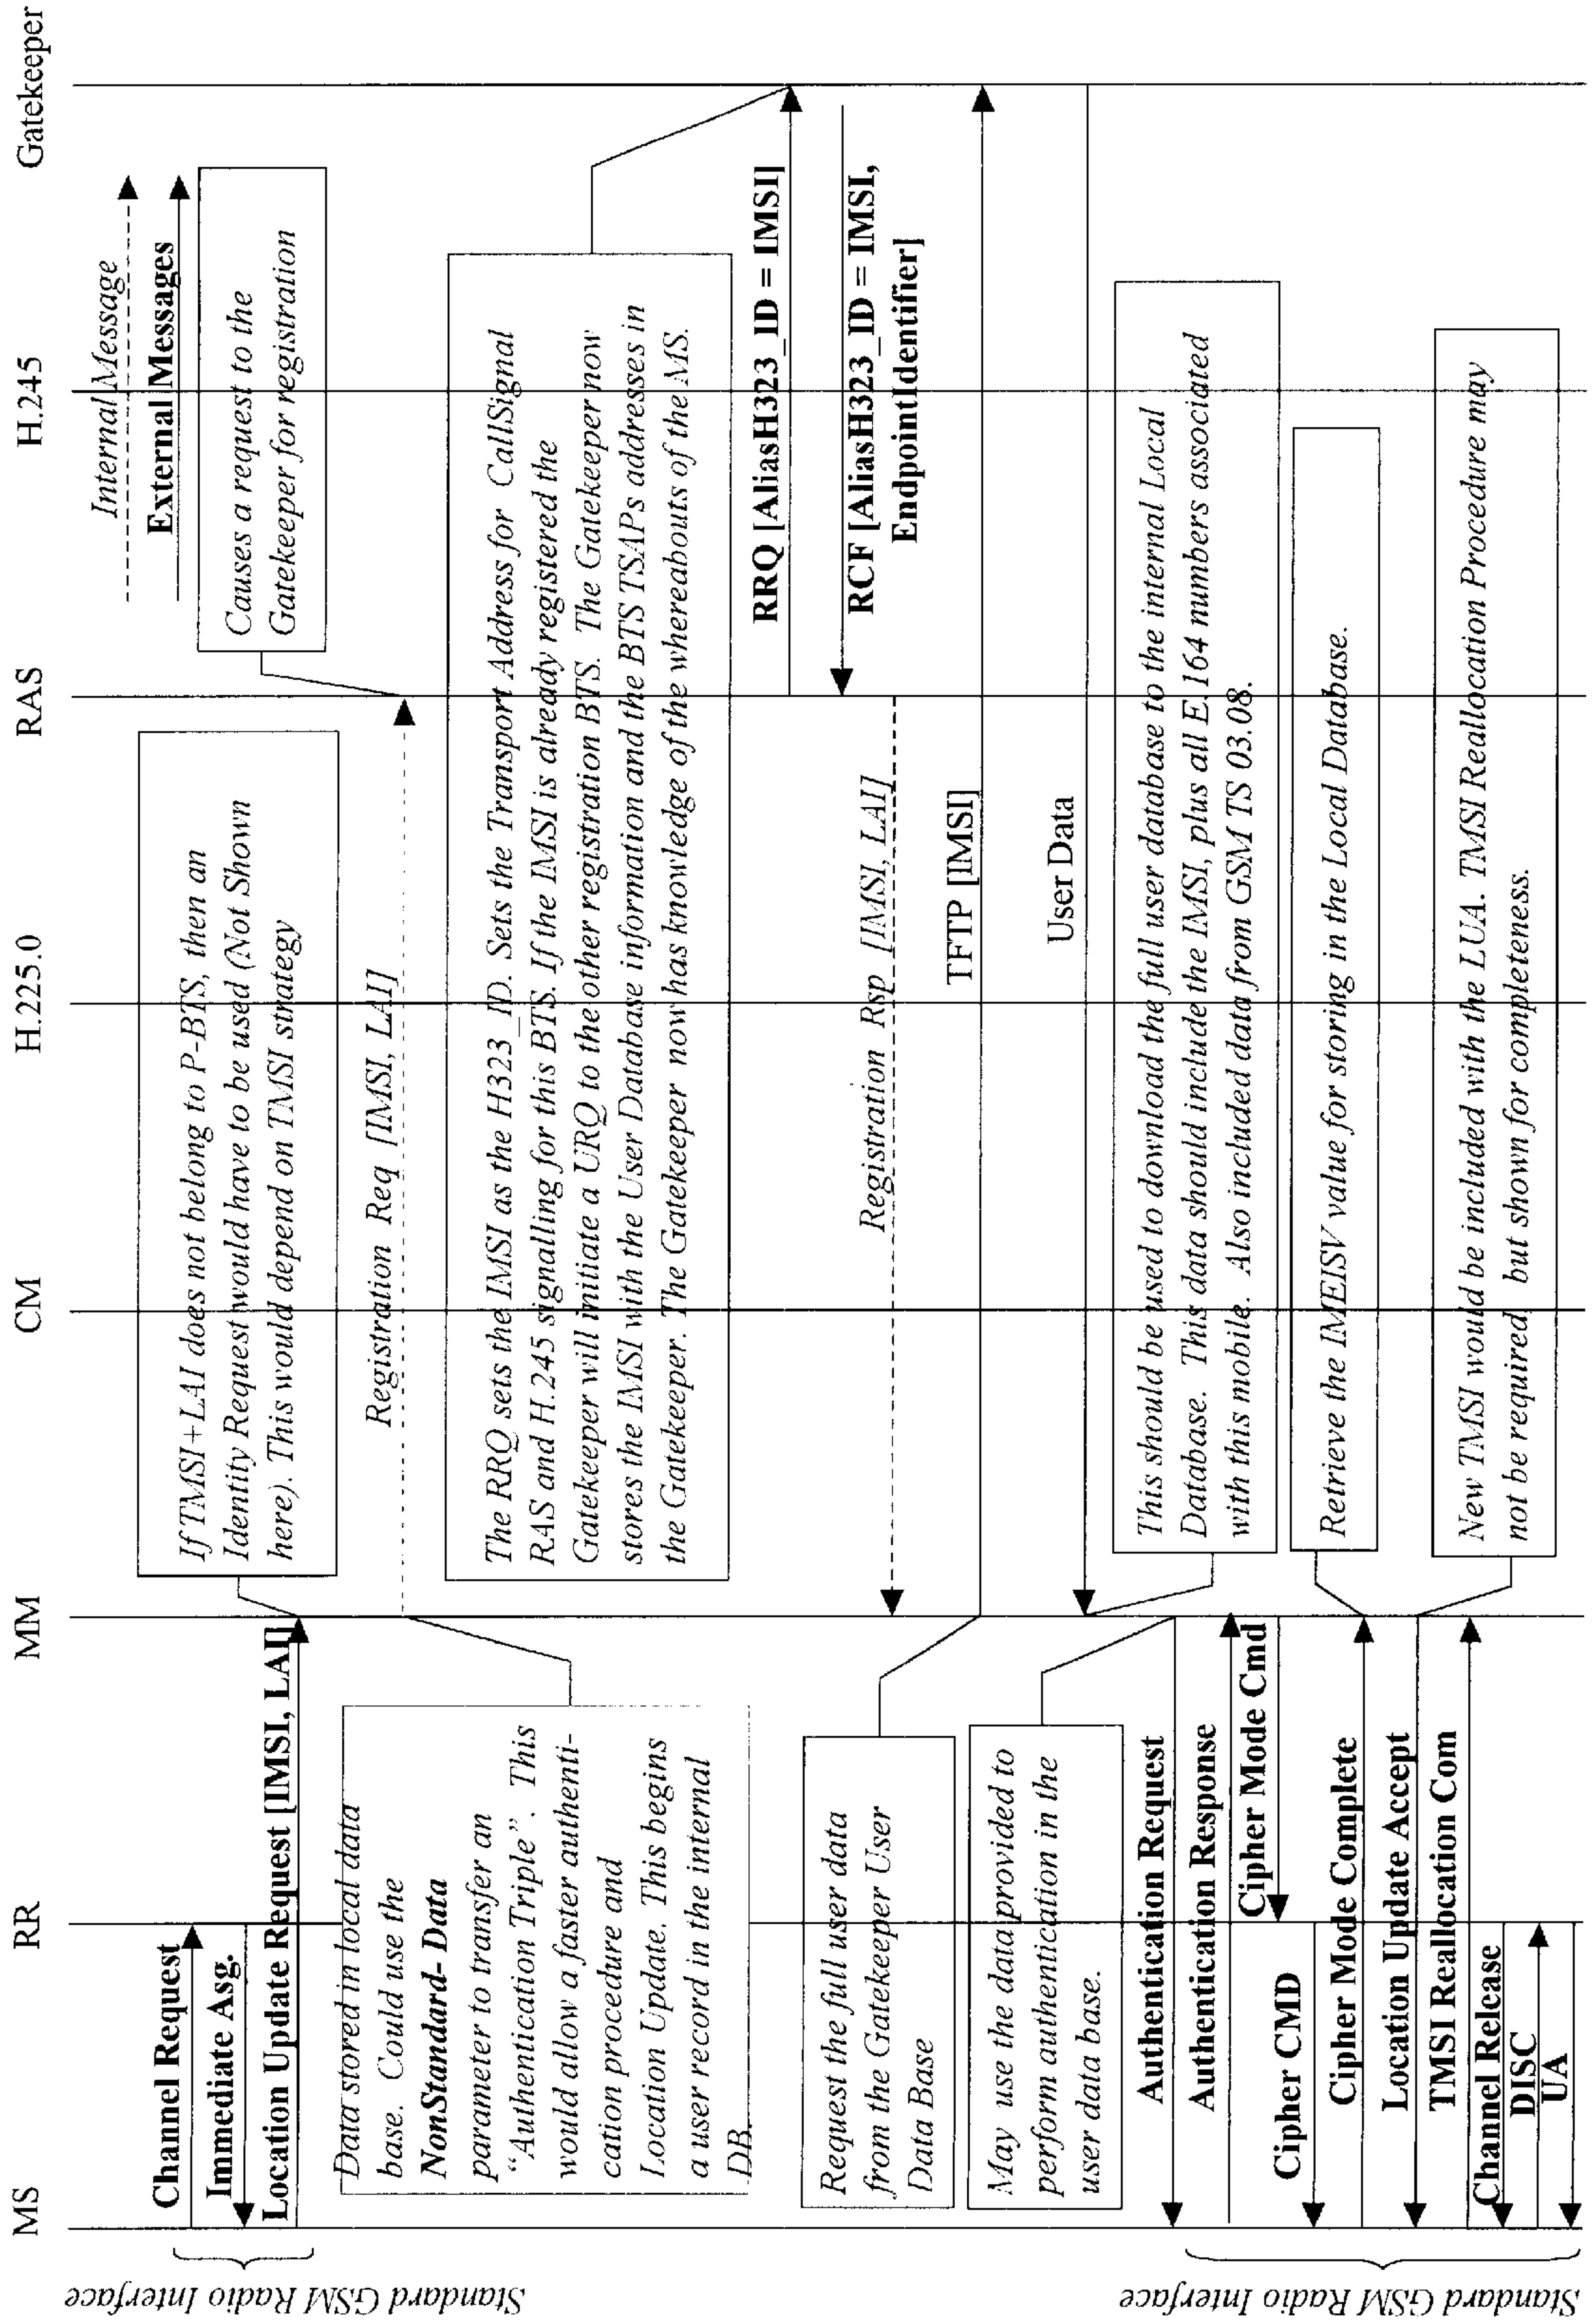 MS RR MM CM H.225.0 RAS H.245 Gatekeeper
Internal Message
External Messages
Standard GSM Radio Interface
Channel Request
Immediate Asg.
Location Update Request [IMSI, LAI]
If TMSI+LAI does not belong to P-BTS, then an
Identity Request would have to be used (Not Shown
here). This would depend on TMSI strategy
Causes a request to the
Gatekeeper for registration
Registration Req [IMSI, LAI]
Data stored in local data
base. Could use the
NonStandard- Data
parameter to transfer an
"Authentication Triple". This
would allow a faster authenti-
cation procedure and
Location Update. This begins
a user record in the internal
DB.
The RRQ sets the IMSI as the H323_ID. Sets the Transport Address for CallSignal
RAS and H.245 signalling for this BTS. If the IMSI is already registered the
Gatekeeper will initiate a URQ to the other registration BTS. The Gatekeeper now
stores the IMSI with the User Database information and the BTS TSAPs addresses in
the Gatekeeper. The Gatekeeper now has knowledge of the whereabouts of the MS.
RRQ [AliasH323_ID = IMSI]
RCF [AliasH323_ID = IMSI,
EndpointIdentifier]
Registration Rsp [IMSI, LAI]
Request the full user data
from the Gatekeeper User
Data Base
TFTP [IMSI]
User Data
May use the data provided to
perform authentication in the
user data base.
This should be used to download the full user database to the internal Local
Database. This data should include the IMSI, plus all E.164 numbers associated
with this mobile. Also included data from GSM TS 03.08.
Authentication Request
Authentication Response
Cipher Mode Cmd
Cipher CMD
Retrieve the IMEISV value for storing in the Local Database.
Cipher Mode Complete
Location Update Accept
New TMSI would be included with the LUA. TMSI Reallocation Procedure may
not be required, but shown for completeness.
TMSI Reallocation Com
Channel Release
DISC
UA
Standard GSM Radio Interface